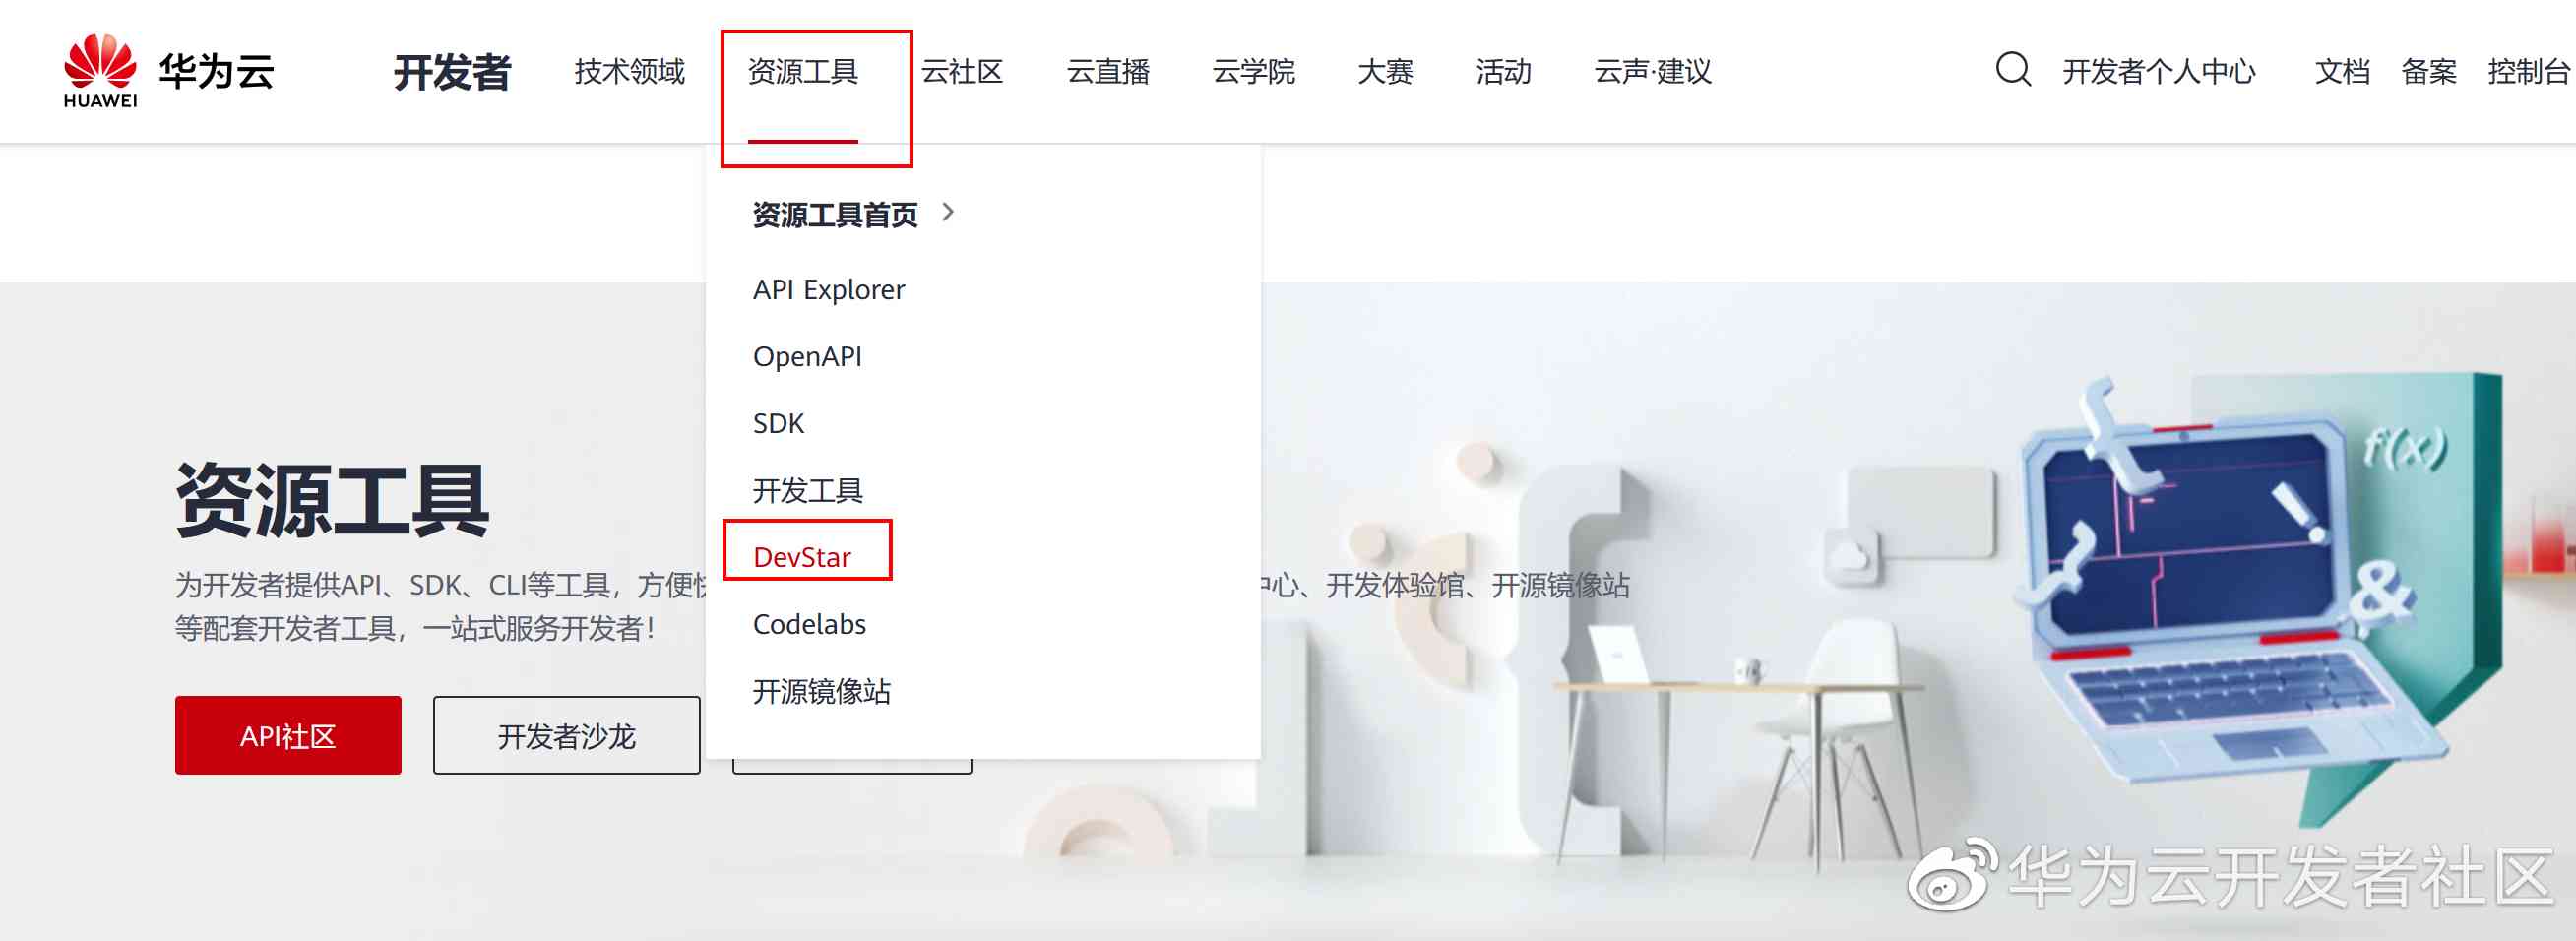 HUAWEI
华为云
开发者
技术领域
资源工具
云社区
云直播
云学院
大赛
活动
云声·建议
开发者个人中心
文档
备案
控制台
资源工具首页
API Explorer
OpenAPI
SDK
开发工具
DevStar
Codelabs
开源镜像站
资源工具
为开发者提供API、SDK、CLI等工具，方便 中心、开发体验馆、开源镜像站
等配套开发者工具，一站式服务开发者！
API社区
开发者沙龙
f(x)
&
华为云开发者社区